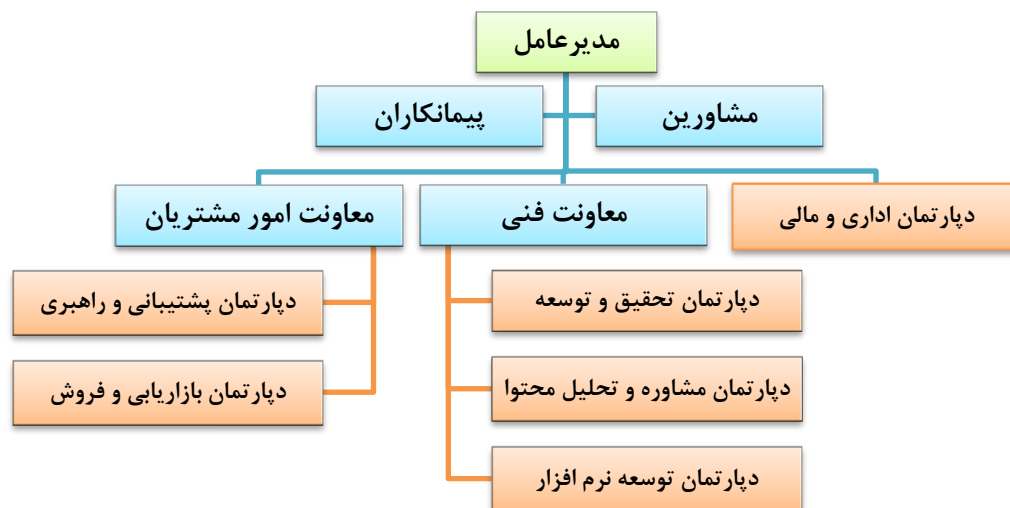 مدیرعامل
مشاورین
پیمانکاران
دپارتمان اداری و مالی
معاونت فنی
معاونت امور مشتریان
دپارتمان تحقیق و توسعه
دپارتمان پشتیبانی و راهبری
دپارتمان مشاوره و تحلیل محتوا
دپارتمان بازاریابی و فروش
دپارتمان توسعه نرم افزار